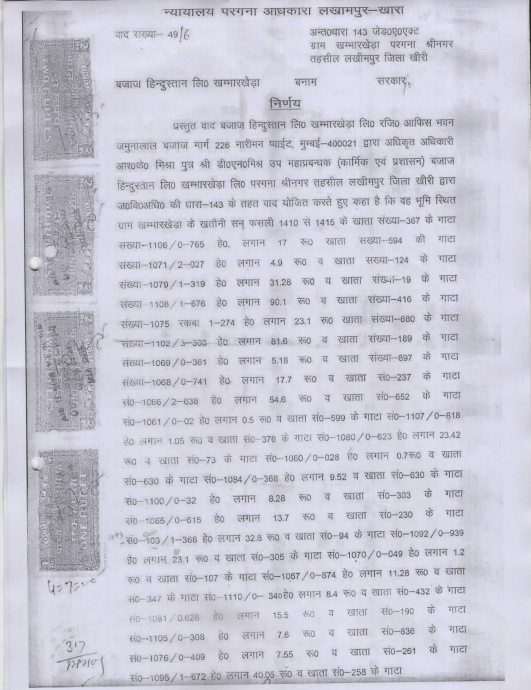 न्यायालय परगना अधिकारी लखीमपुर-खीरी
वाद संख्या- 49/6
अन्त0धारा 143 जेड0ए0एक्ट
ग्राम खम्भारखेड़ा परगना श्रीनगर
तहसील लखीमपुर जिला खीरी
बजाज हिन्दुस्तान लि0 खम्भारखेड़ा बनाम सरकार,
निर्णय
प्रस्तुत वाद बजाज हिन्दुस्तान लि0 खम्भारखेड़ा लि0 रजि0 आफिस भवन
जमुनालाल बजाज मार्ग 226 नारीमन प्वाईट, मुम्बई-400021 द्वारा अधिकृत अधिकारी
आर0के0 मिश्रा पुत्र श्री डी0एन0मिश्र उप महाप्रबन्धक (कार्मिक एवं प्रशासन) बजाज
हिन्दुस्तान लि0 खम्भारखेड़ा लि0 परगना श्रीनगर तहसील लखीमपुर जिला खीरी द्वारा
ज0वि0अधि0 की धारा-143 के तहत वाद योजित करते हुए कहा है कि वह भूमि स्थित
ग्राम खम्भारखेड़ा के खतौनी सन् फसली 1410 से 1415 के खाता संख्या-367 के गाटा
संख्या-1106/0-765 हे0, लगान 17 रू0 खाता संख्या-594 की गाटा
संख्या-1071/2-027 हे0 लगान 4.9 रू0 व खाता संख्या-124 के गाटा
संख्या-1079/1-319 हे0 लगान 31.26 रू0 व खाता संख्या-19 के गाटा
संख्या-1108/1-676 हे0 लगान 90.1 रू0 व खाता संख्या-416 के गाटा
संख्या-1075 रकबा 1-274 हे0 लगान 23.1 रू0 खाता संख्या-680 के गाटा
संख्या-1102/3-303 हे0 लगान 81.6 रू0 व खाता संख्या-189 के गाटा
संख्या-1069/0-361 हे0 लगान 5.18 रू0 व खाता संख्या-897 के गाटा
संख्या-1068/0-741 हे0 लगान 17.7 रू0 व खाता सं0-237 के गाटा
सं0-1066/2-638 हे0 लगान 54.6 रू0 व खाता सं0-652 के गाटा
सं0-1061/0-02 हे0 लगान 0.5 रू0 व खाता सं0-599 के गाटा सं0-1107/0-818
हे0 लगान 1.05 रू0 व खाता सं0-376 के गाटा सं0-1080/0-623 हे0 लगान 23.42
रू0 व खाता सं0-73 के गाटा सं0-1060/0-028 हे0 लगान 0.7रू0 व खाता
सं0-630 के गाटा सं0-1084/0-368 हे0 लगान 9.52 व खाता सं0-630 के गाटा
सं0-1100/0-32 हे0 लगान 8.28 रू0 व खाता सं0-303 के गाटा
सं0-1065/0-615 हे0 लगान 13.7 रू0 व खाता सं0-230 के गाटा
सं0-103/1-368 हे0 लगान 32.8 रू0 व खाता सं0-94 के गाटा सं0-1092/0-939
हे0 लगान 23.1 रू0 व खाता सं0-305 के गाटा सं0-1070/0-049 हे0 लगान 1.2
रू0 व खाता सं0-107 के गाटा सं0-1067/0-874 हे0 लगान 11.28 रू0 व खाता
सं0-347 के गाटा सं0-1110/0- 340हे0 लगान 8.4 रू0 व खाता सं0-432 के गाटा
सं0-1081/0.628 हे0 लगान 15.5 रू0 व खाता सं0-190 के गाटा
सं0-1105/0-308 हे0 लगान 7.6 रू0 व खाता सं0-836 के गाटा
सं0-1076/0-409 हे0 लगान 7.55 रू0 व खाता सं0-261 के गाटा
सं0-1095/1-672 हे0 लगान 40.05 रू0 व खाता सं0-258 के गाटा
317